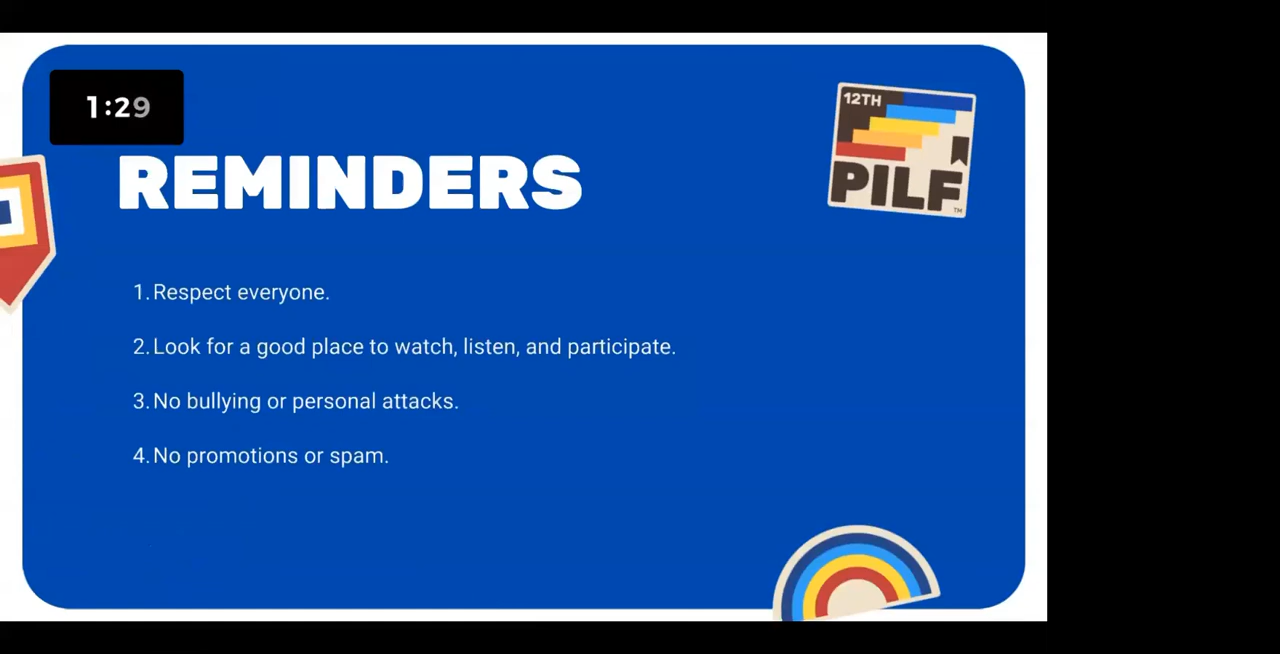 1:29
12TH
PILF
TM
REMINDERS
1. Respect everyone.
2. Look for a good place to watch, listen, and participate.
3. No bullying or personal attacks.
4. No promotions or spam.